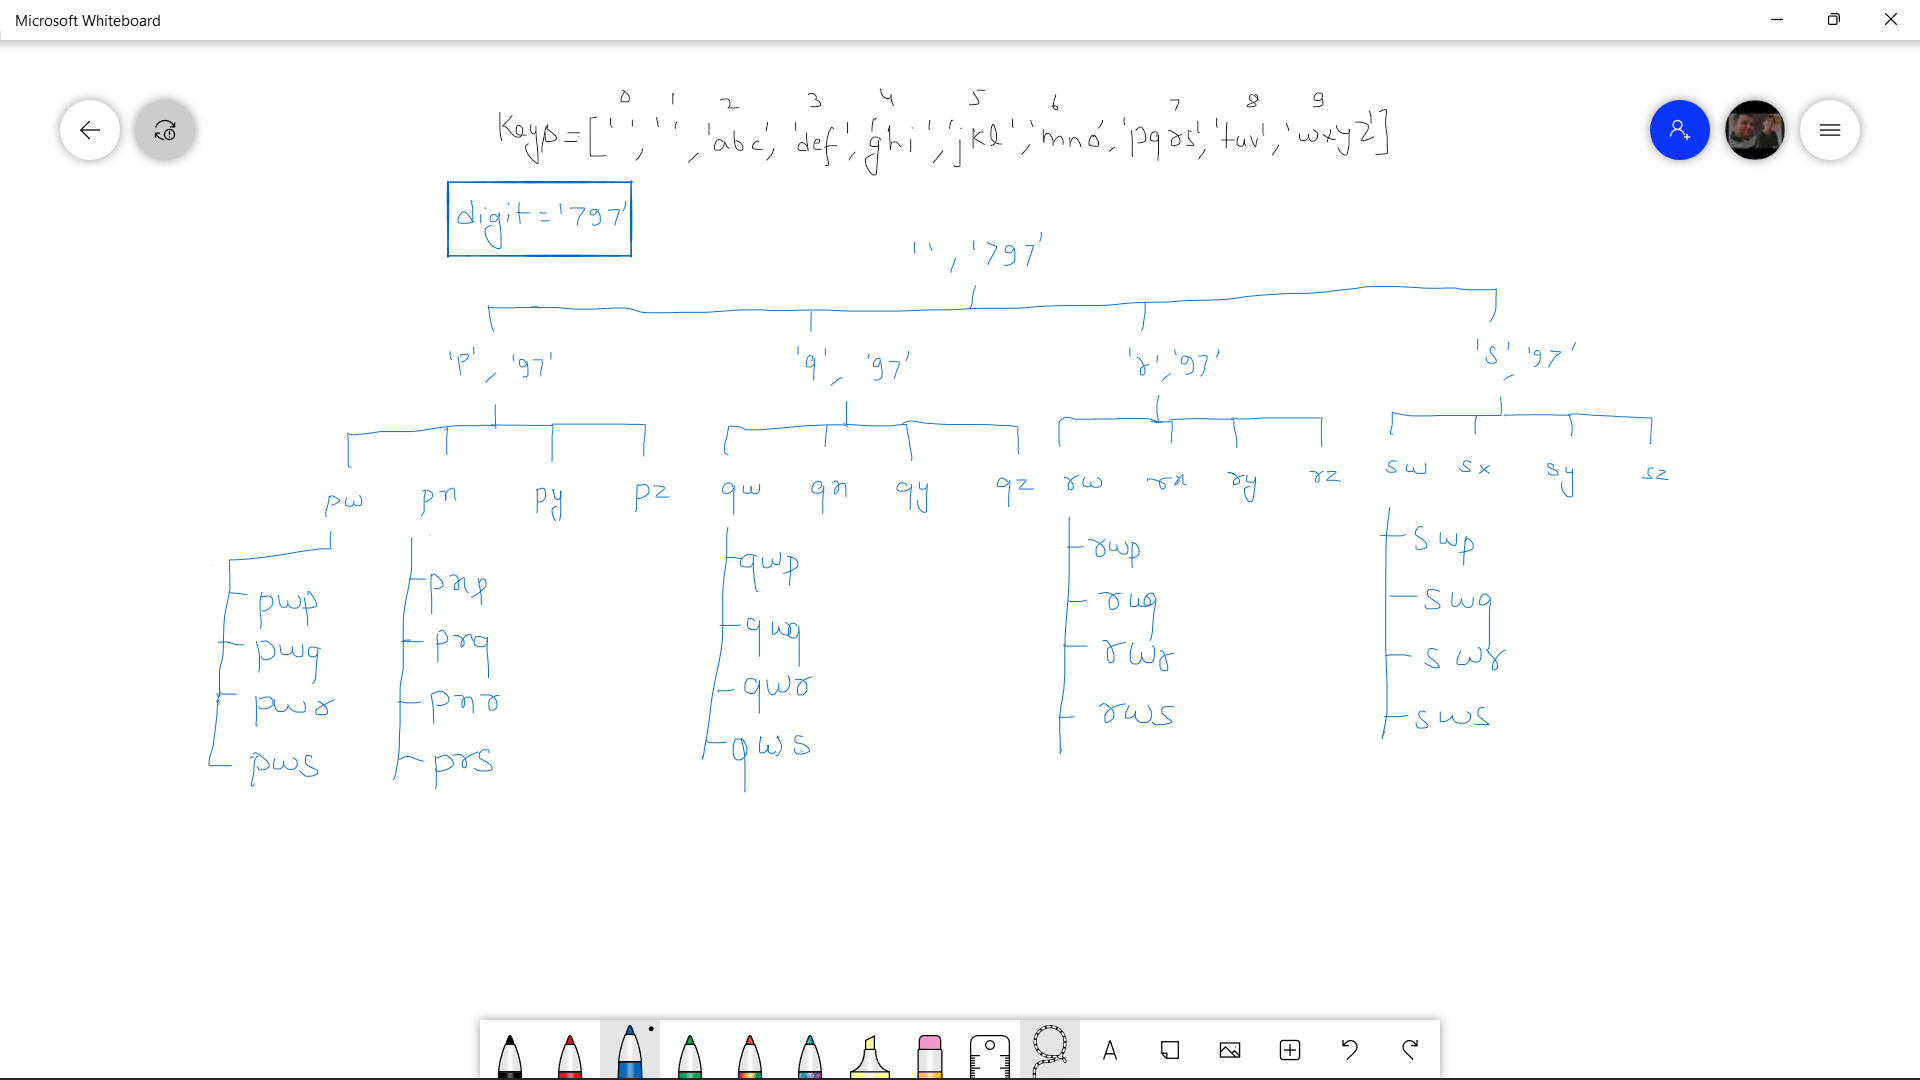 Microsoft Whiteboard
0 1 2 3 4 5 6 7 8 9
Keys=['', '', 'abc', 'def', 'ghi', 'jkl', 'mno', 'pqrs', 'tuv', 'wxyz']
digit='797'
'', '797'
'p', '97' 'q', '97' 'r', '97' 's', '97'
pw px py pz qw qx qy qz rw rx ry rz sw sx sy sz
pwp pxp qwp rwp swp
pwq pxq qwq rwq swq
pwr pxr qwr rwr swr
pws pxs qws rws sws
A